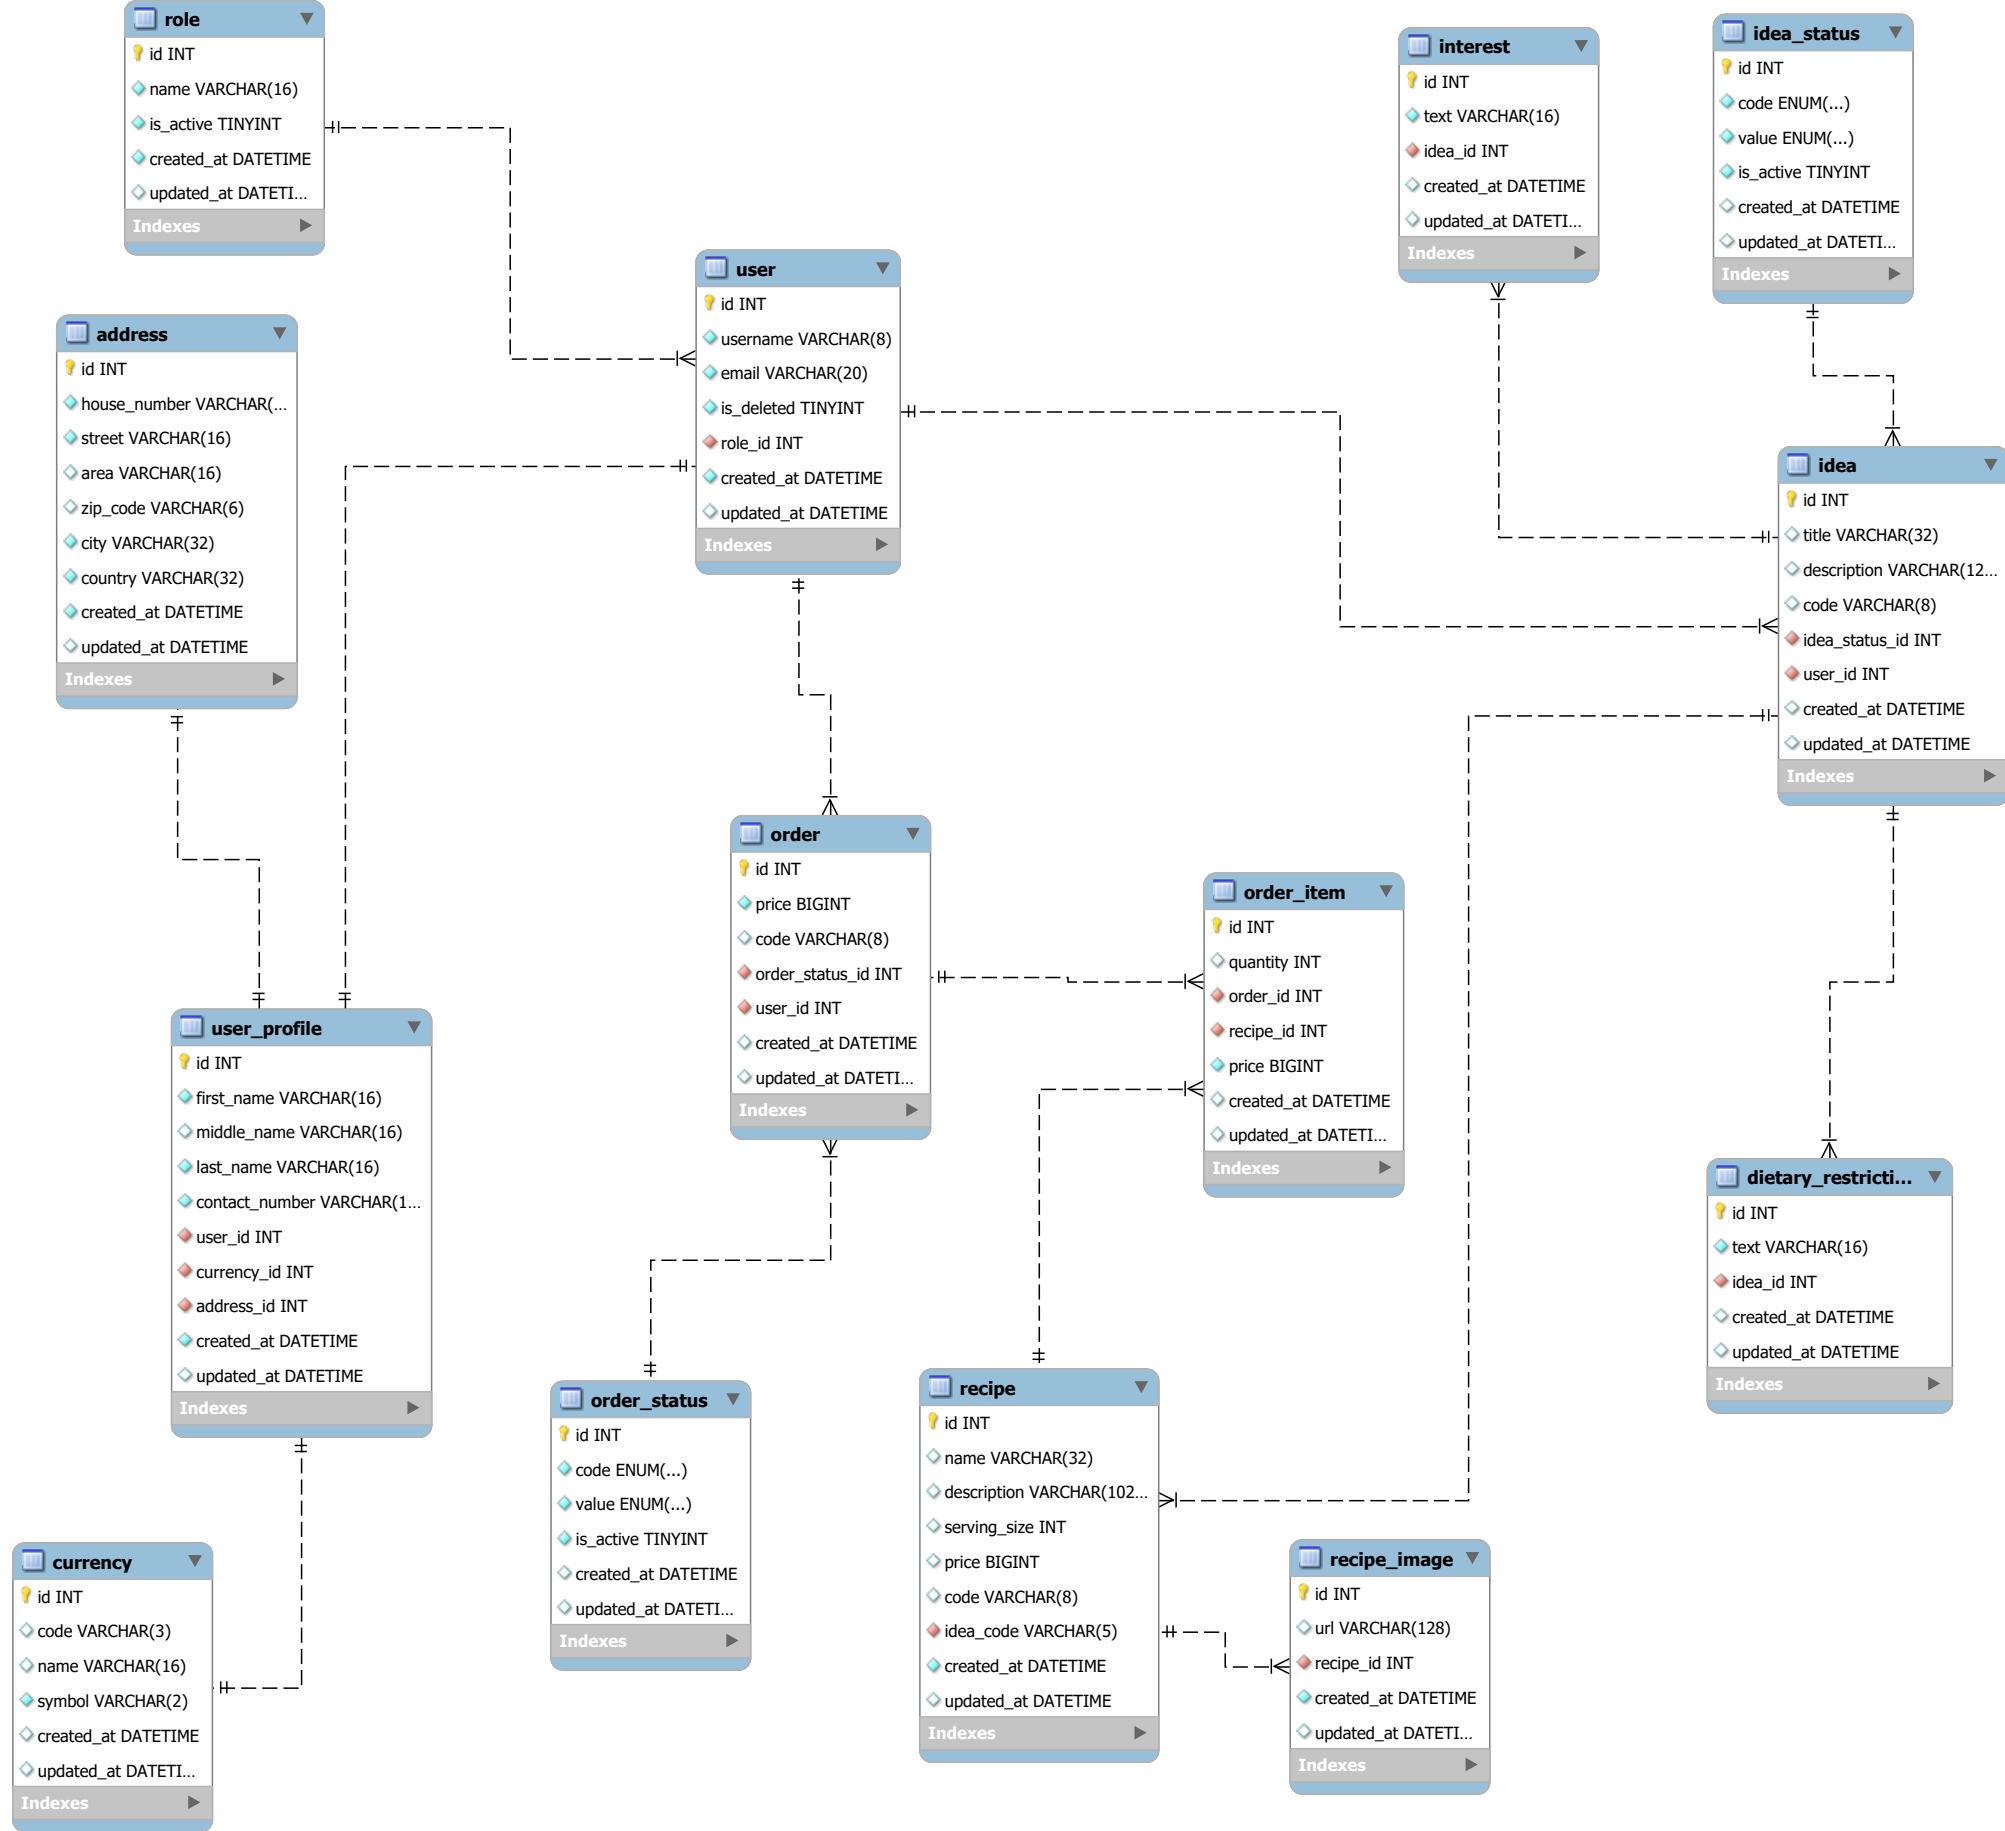 role
id INT
name VARCHAR(16)
is_active TINYINT
created_at DATETIME
updated_at DATETI...
Indexes
interest
id INT
text VARCHAR(16)
idea_id INT
created_at DATETIME
updated_at DATETI...
Indexes
idea_status
id INT
code ENUM(...)
value ENUM(...)
is_active TINYINT
created_at DATETIME
updated_at DATETI...
Indexes
user
id INT
username VARCHAR(8)
email VARCHAR(20)
is_deleted TINYINT
role_id INT
created_at DATETIME
updated_at DATETIME
Indexes
address
id INT
house_number VARCHAR(...
street VARCHAR(16)
area VARCHAR(16)
zip_code VARCHAR(6)
city VARCHAR(32)
country VARCHAR(32)
created_at DATETIME
updated_at DATETIME
Indexes
idea
id INT
title VARCHAR(32)
description VARCHAR(12...
code VARCHAR(8)
idea_status_id INT
user_id INT
created_at DATETIME
updated_at DATETIME
Indexes
order
id INT
price BIGINT
code VARCHAR(8)
order_status_id INT
user_id INT
created_at DATETIME
updated_at DATETI...
Indexes
order_item
id INT
quantity INT
order_id INT
recipe_id INT
price BIGINT
created_at DATETIME
updated_at DATETI...
Indexes
user_profile
id INT
first_name VARCHAR(16)
middle_name VARCHAR(16)
last_name VARCHAR(16)
contact_number VARCHAR(1...
user_id INT
currency_id INT
address_id INT
created_at DATETIME
updated_at DATETIME
Indexes
dietary_restricti...
id INT
text VARCHAR(16)
idea_id INT
created_at DATETIME
updated_at DATETIME
Indexes
order_status
id INT
code ENUM(...)
value ENUM(...)
is_active TINYINT
created_at DATETIME
updated_at DATETI...
Indexes
recipe
id INT
name VARCHAR(32)
description VARCHAR(102...
serving_size INT
price BIGINT
code VARCHAR(8)
idea_code VARCHAR(5)
created_at DATETIME
updated_at DATETIME
Indexes
currency
id INT
code VARCHAR(3)
name VARCHAR(16)
symbol VARCHAR(2)
created_at DATETIME
updated_at DATETI...
Indexes
recipe_image
id INT
url VARCHAR(128)
recipe_id INT
created_at DATETIME
updated_at DATETI...
Indexes